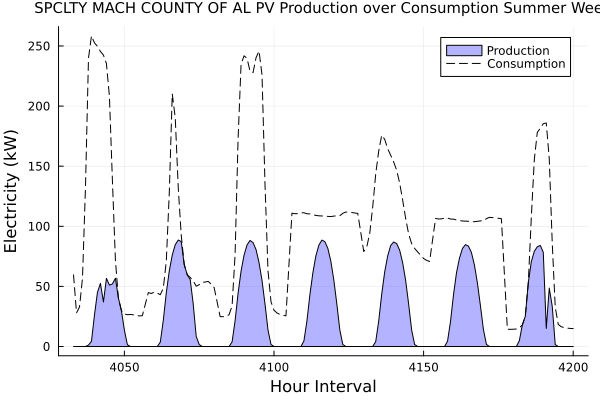 SPCLTY MACH COUNTY OF AL PV Production over Consumption Summer Wee
Electricity (kW)
250
200
150
100
50
0
Production
Consumption
4050
4100
4150
4200
Hour Interval